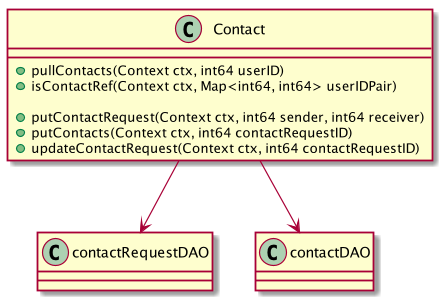 C Contact
pullContacts(Context ctx, int64 userID)
isContactRef(Context ctx, Map<int64, int64> userIDPair)
putContactRequest(Context ctx, int64 sender, int64 receiver)
putContacts(Context ctx, int64 contactRequestID)
updateContactRequest(Context ctx, int64 contactRequestID)
C contactRequestDAO
C contactDAO